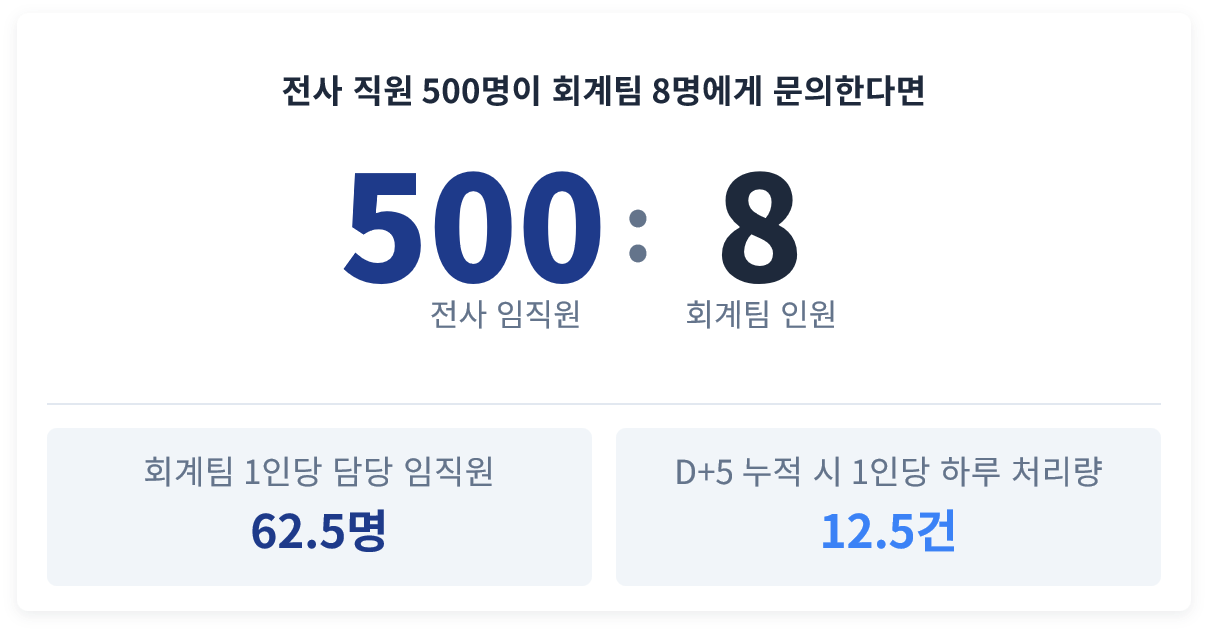 전사 직원 500명이 회계팀 8명에게 문의한다면
500 : 8
전사 임직원
회계팀 인원
회계팀 1인당 담당 임직원
62.5명
D+5 누적 시 1인당 하루 처리량
12.5건